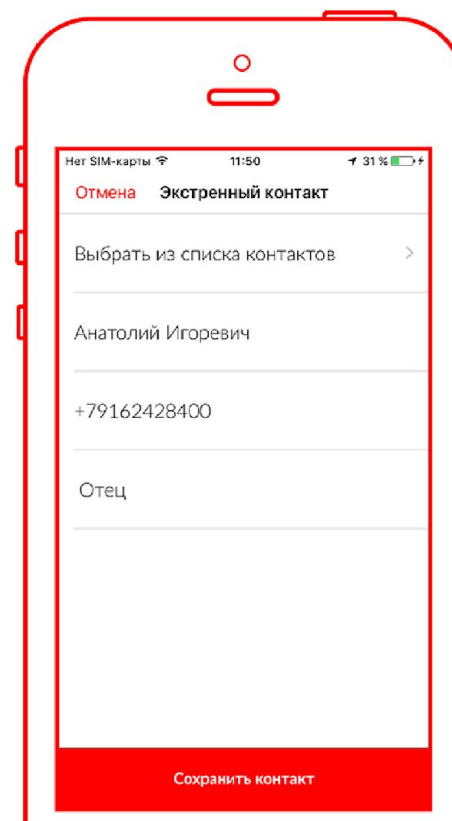 Нет SIM-карты 11:50 31 %
Отмена Экстренный контакт
Выбрать из списка контактов
Анатолий Игоревич
+79162428400
Отец
Сохранить контакт